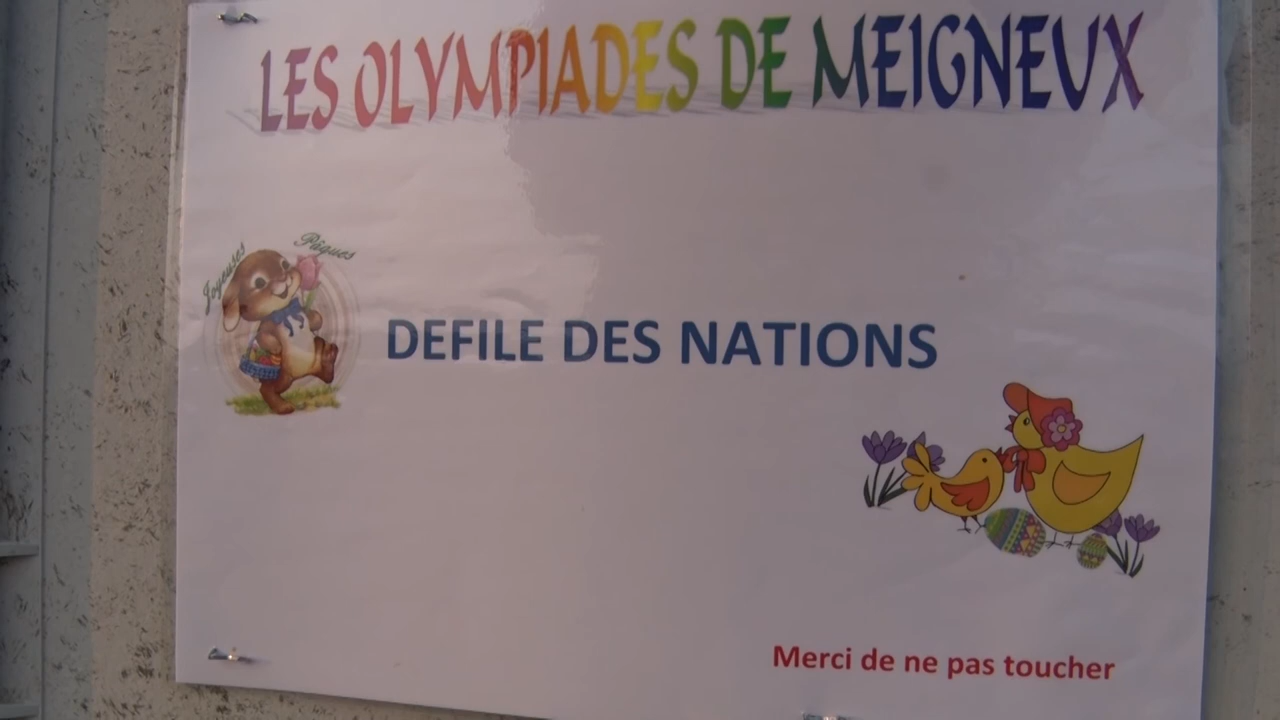 LES OLYMPIADES DE MEIGNEUX
Joyeuses Pâques
DEFILE DES NATIONS
Merci de ne pas toucher